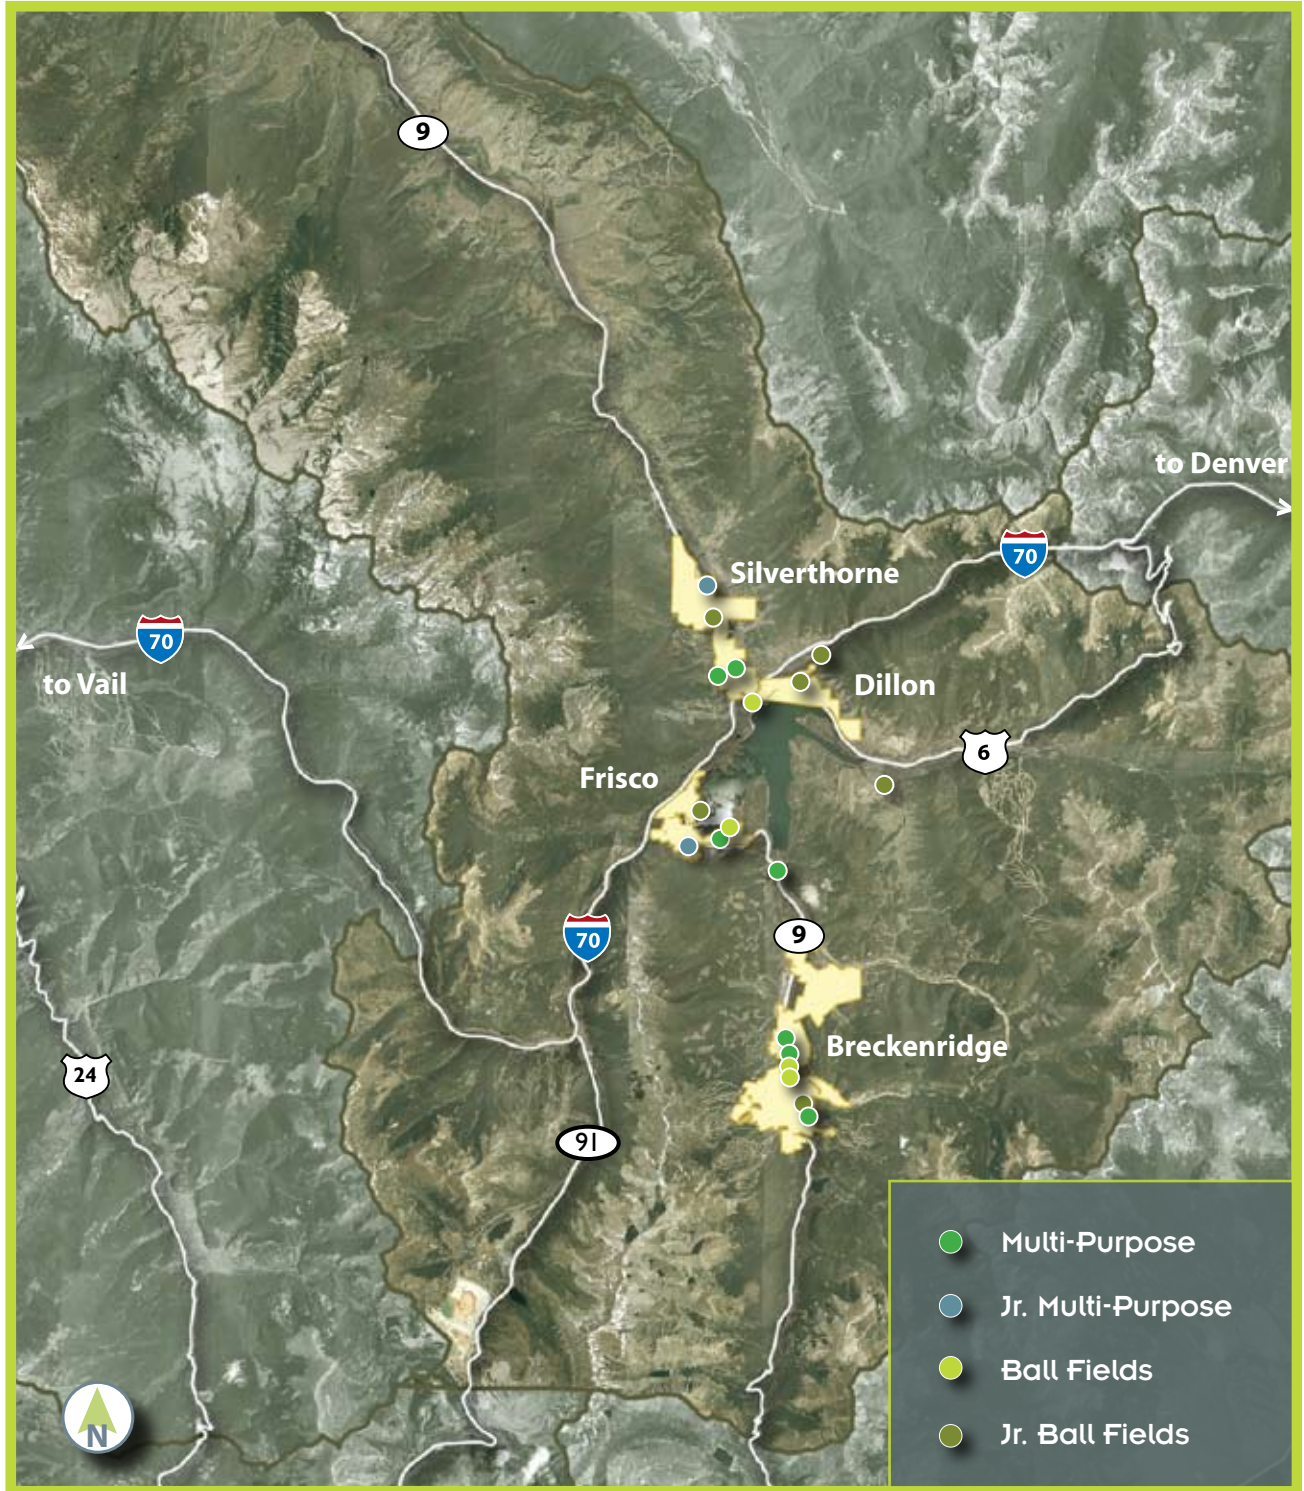 9
to Denver
70
Silverthorne
70
to Vail
Dillon
6
Frisco
9
70
Breckenridge
24
91
Multi-Purpose
Jr. Multi-Purpose
Ball Fields
Jr. Ball Fields
N